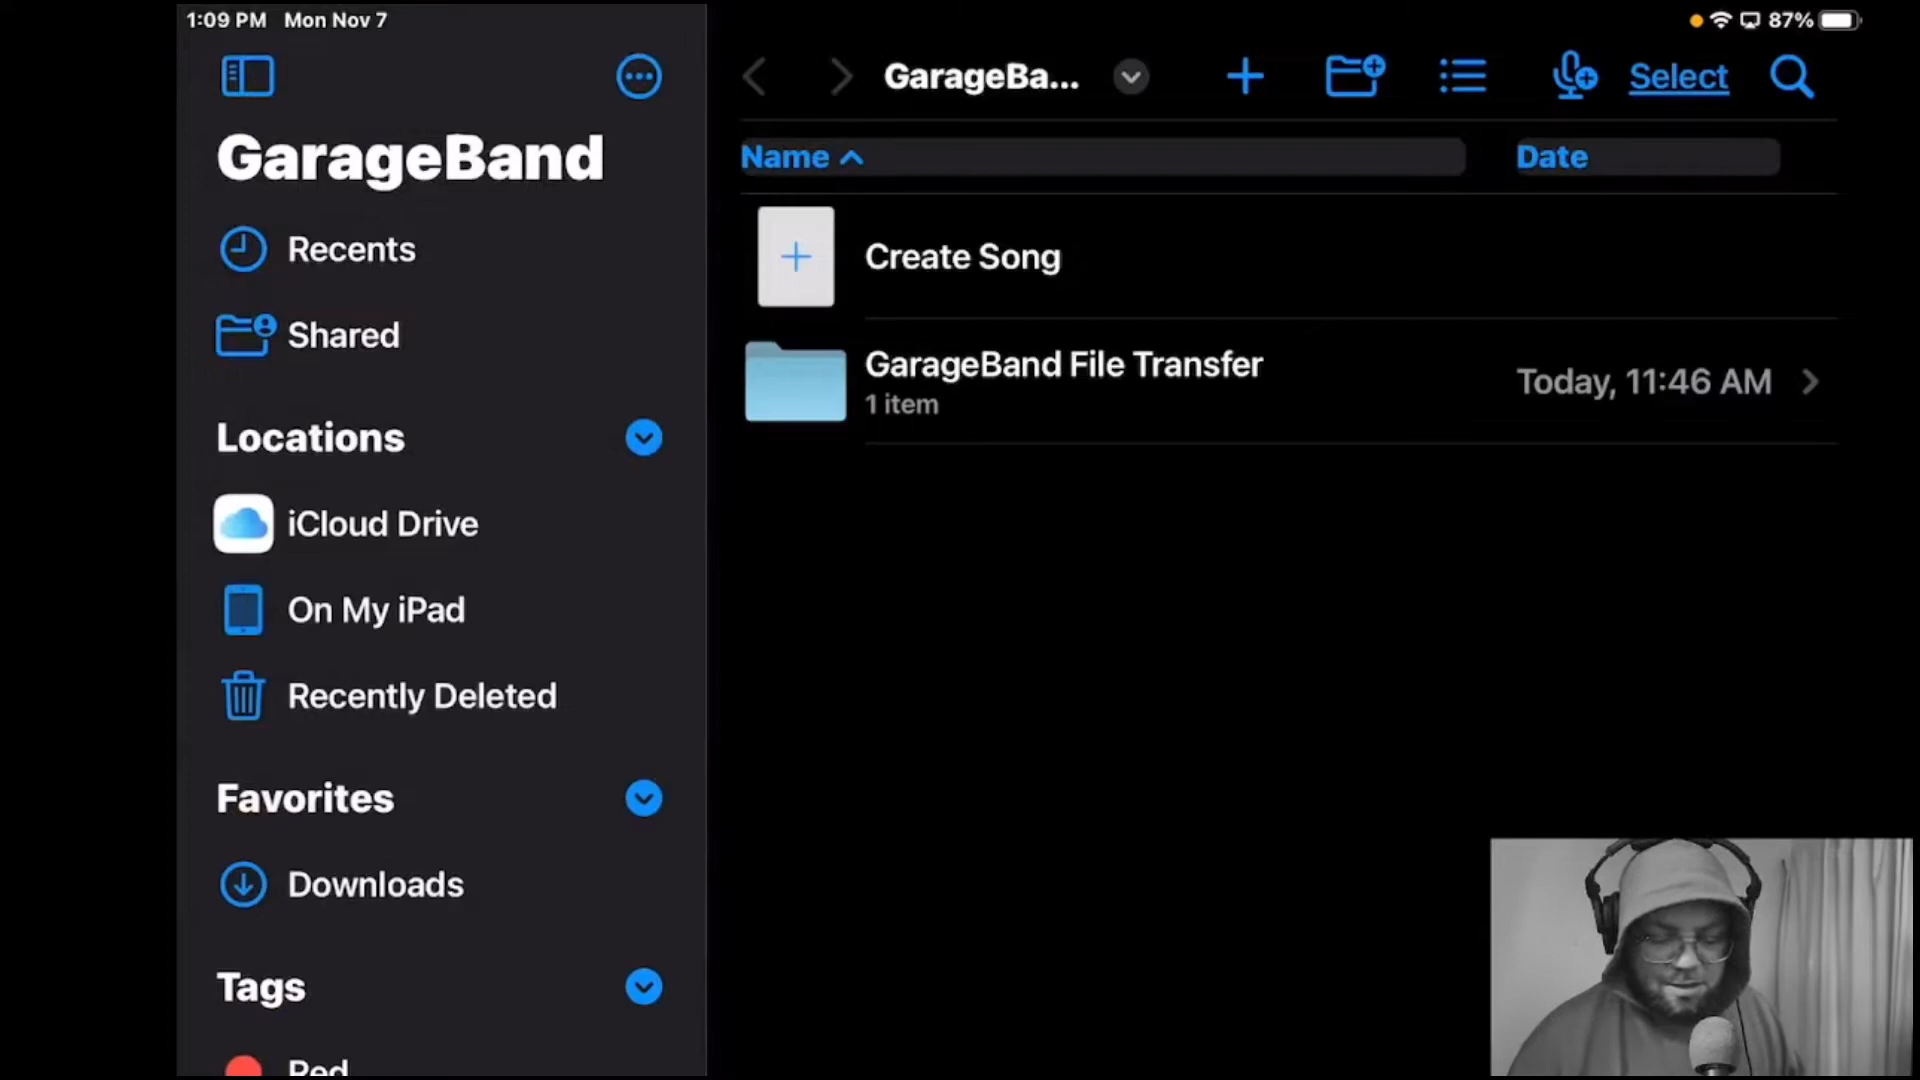 1:09 PM Mon Nov 7
87%
GarageBand
Recents
Shared
Locations
iCloud Drive
On My iPad
Recently Deleted
Favorites
Downloads
Tags
Red
GarageBa...
Select
Name
Date
Create Song
GarageBand File Transfer
1 item
Today, 11:46 AM